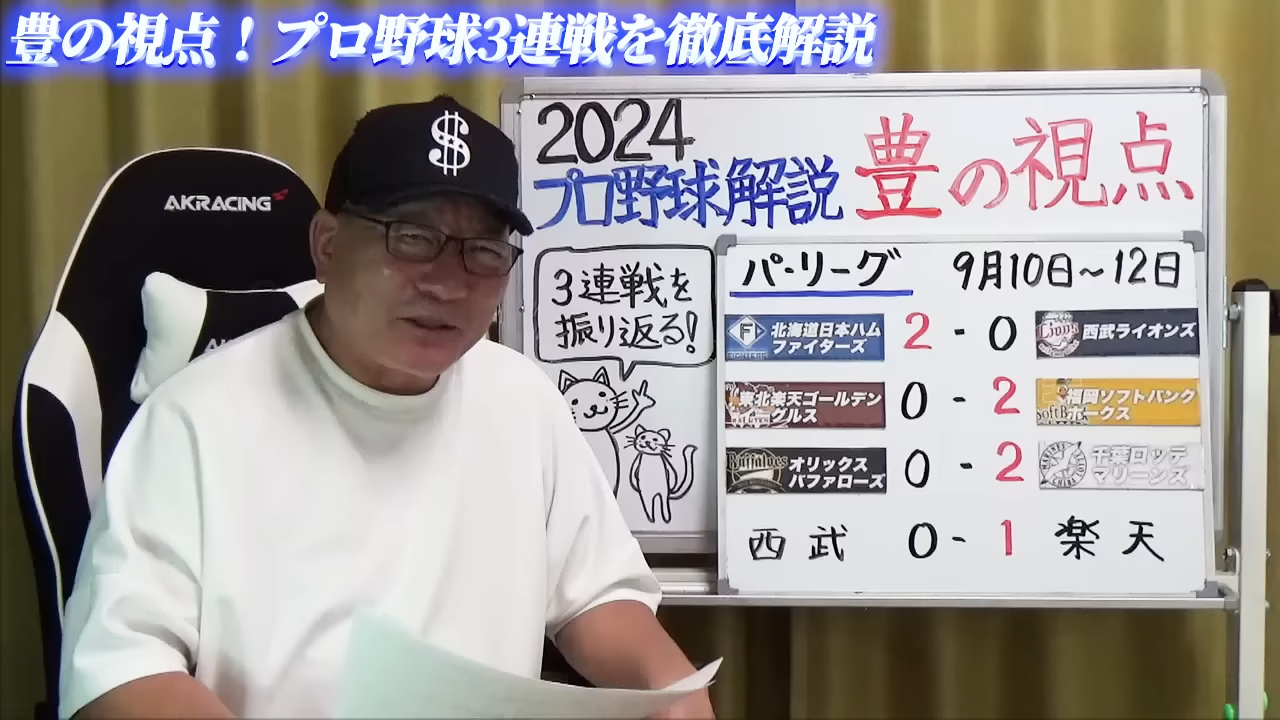 豊の視点！プロ野球3連戦を徹底解説
2024
プロ野球解説 豊の視点
AKRACING
3連戦を
振り返る!
パ・リーグ 9月10日～12日
北海道日本ハム
ファイターズ
FIGHTERS
2 - 0
Lions
西武ライオンズ
東北楽天ゴールデン
イーグルス
0 - 2
福岡ソフトバンク
ホークス
Buffaloes
オリックス
バファローズ
0 - 2
千葉ロッテ
マリーンズ
西武 0 - 1 楽天
$